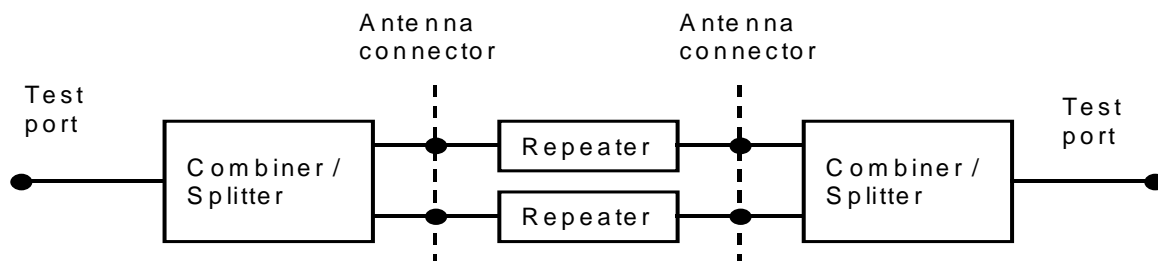 Antenna
connector
Antenna
connector
Test
port
Test
port
Combiner/
Splitter
Repeater
Repeater
Combiner/
Splitter